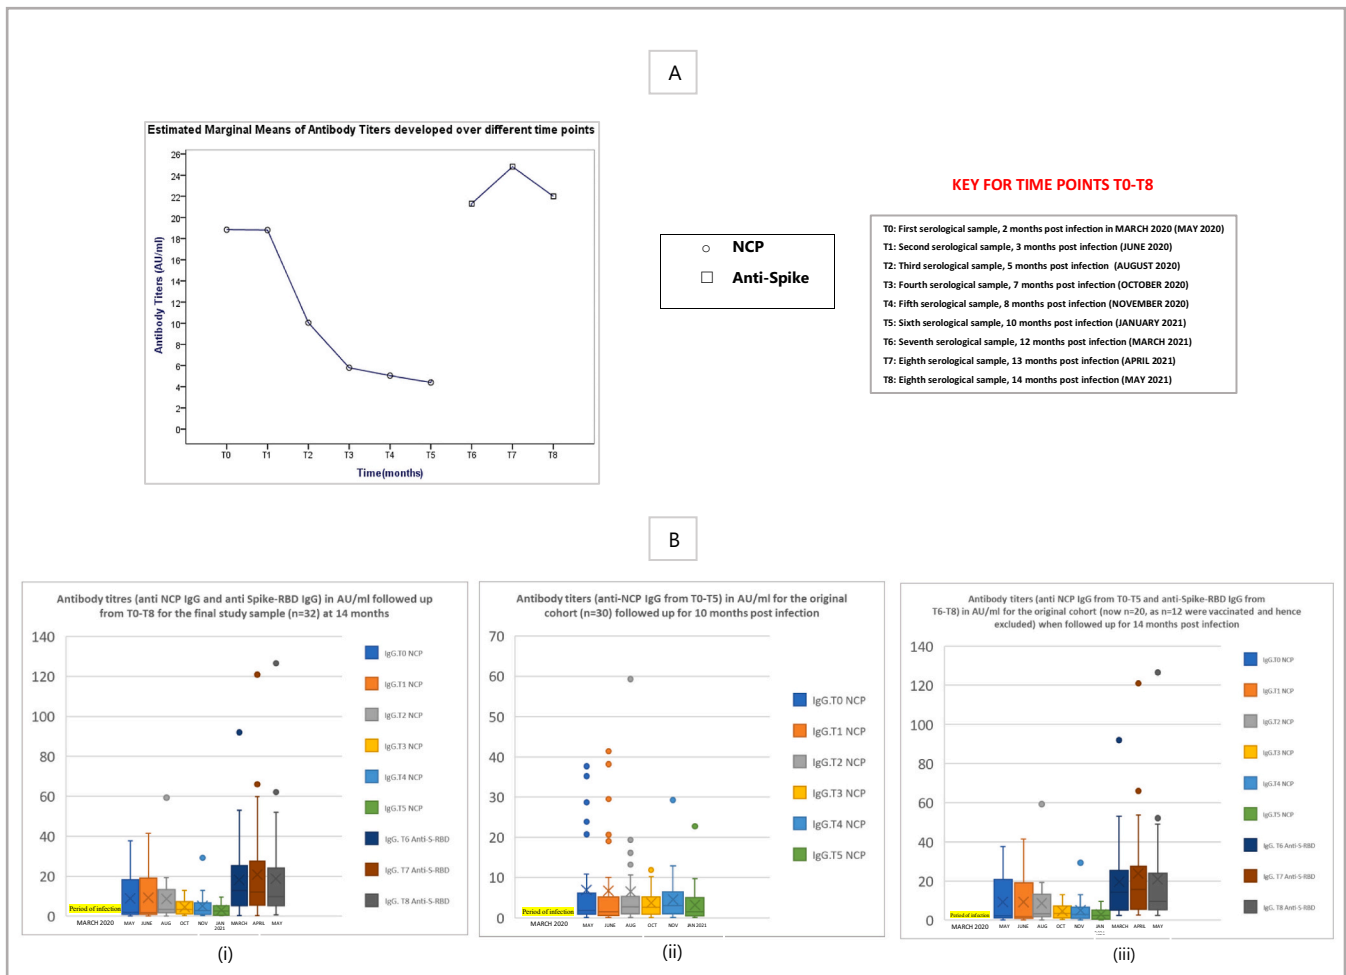 A
Estimated Marginal Means of Antibody Titers developed over different time points
Antibody Titers (AU/ml)
26
24
22
20
18
16
14
12
10
8
6
4
2
0
T0 T1 T2 T3 T4 T5 T6 T7 T8
Time(months)
NCP
Anti-Spike
KEY FOR TIME POINTS T0-T8
T0: First serological sample, 2 months post infection in MARCH 2020 (MAY 2020)
T1: Second serological sample, 3 months post infection (JUNE 2020)
T2: Third serological sample, 5 months post infection (AUGUST 2020)
T3: Fourth serological sample, 7 months post infection (OCTOBER 2020)
T4: Fifth serological sample, 8 months post infection (NOVEMBER 2020)
T5: Sixth serological sample, 10 months post infection (JANUARY 2021)
T6: Seventh serological sample, 12 months post infection (MARCH 2021)
T7: Eighth serological sample, 13 months post infection (APRIL 2021)
T8: Eighth serological sample, 14 months post infection (MAY 2021)
B
Antibody titres (anti NCP IgG and anti Spike-RBD IgG) in AU/ml followed up
from T0-T8 for the final study sample (n=32) at 14 months
140
120
100
80
60
40
20
0
Period of infection
MARCH 2020 MAY JUNE AUG OCT NOV JAN 2021 MARCH APRIL MAY
IgG.T0 NCP
IgG.T1 NCP
IgG.T2 NCP
IgG.T3 NCP
IgG.T4 NCP
IgG.T5 NCP
IgG. T6 Anti-S-RBD
IgG. T7 Anti-S-RBD
IgG. T8 Anti-S-RBD
(i)
Antibody titers (anti-NCP IgG from T0-T5) in AU/ml for the original
cohort (n=30) followed up for 10 months post infection
70
60
50
40
30
20
10
0
Period of infection
MARCH 2020 MAY JUNE AUG OCT NOV JAN 2021
IgG.T0 NCP
IgG.T1 NCP
IgG.T2 NCP
IgG.T3 NCP
IgG.T4 NCP
IgG.T5 NCP
(ii)
Antibody titers (anti NCP IgG from T0-T5 and anti-Spike-RBD IgG from
T6-T8) in AU/ml for the original cohort (now n=20, as n=12 were vaccinated and hence
excluded) when followed up for 14 months post infection
140
120
100
80
60
40
20
0
Period of infection
MARCH 2020 MAY JUNE AUG OCT NOV JAN MARCH APRIL MAY
IgG.T0 NCP
IgG.T1 NCP
IgG.T2 NCP
IgG.T3 NCP
IgG.T4 NCP
IgG.T5 NCP
IgG. T6 Anti-S-RBD
IgG. T7 Anti-S-RBD
IgG. T8 Anti-S-RBD
(iii)